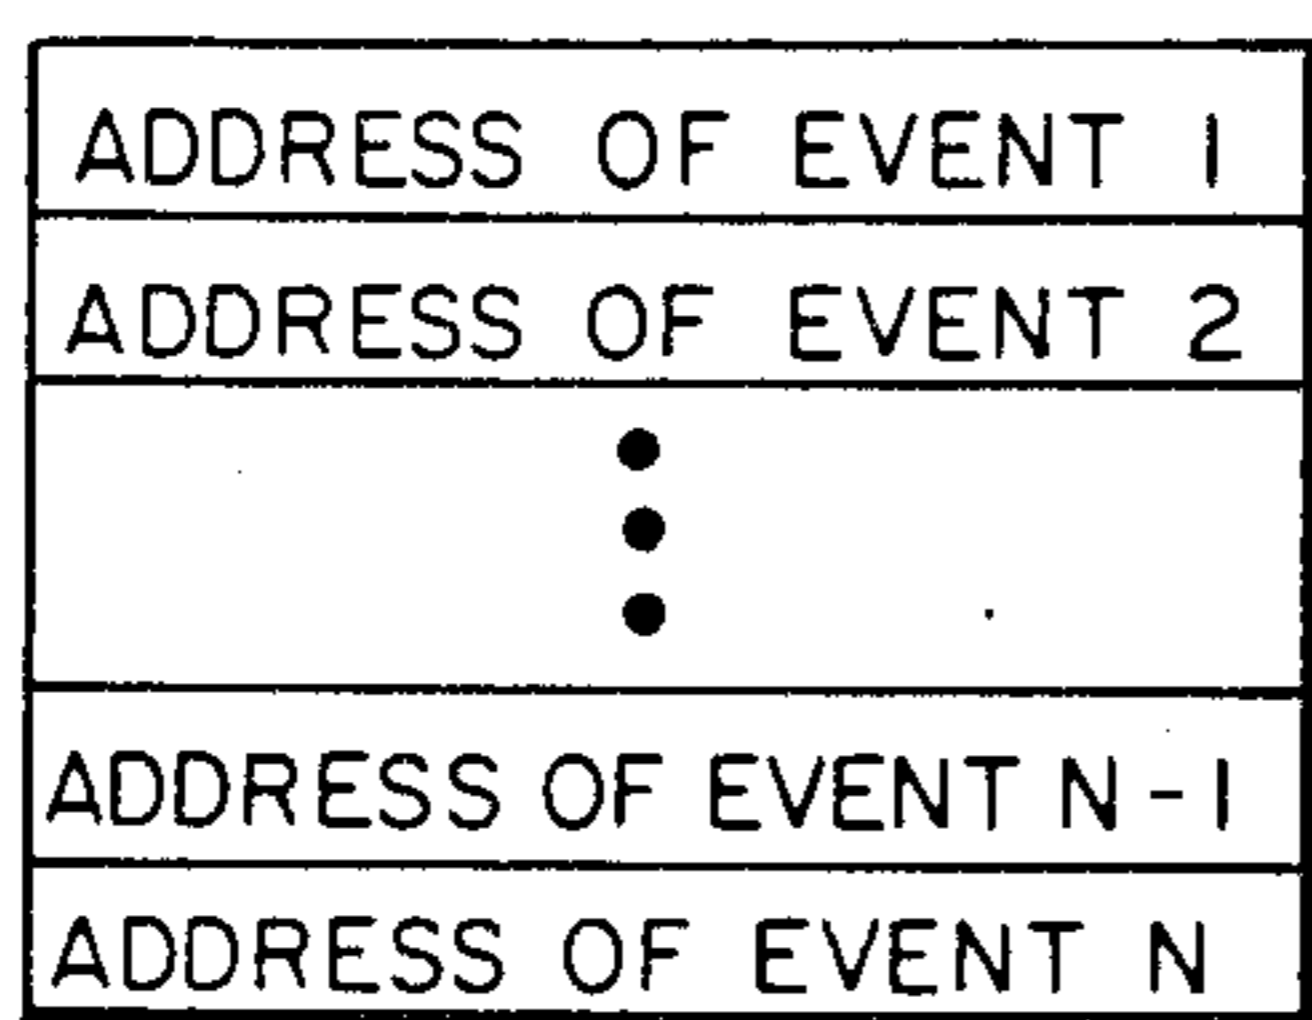 ADDRESS OF EVENT 1
ADDRESS OF EVENT 2
ADDRESS OF EVENT N-1
ADDRESS OF EVENT N